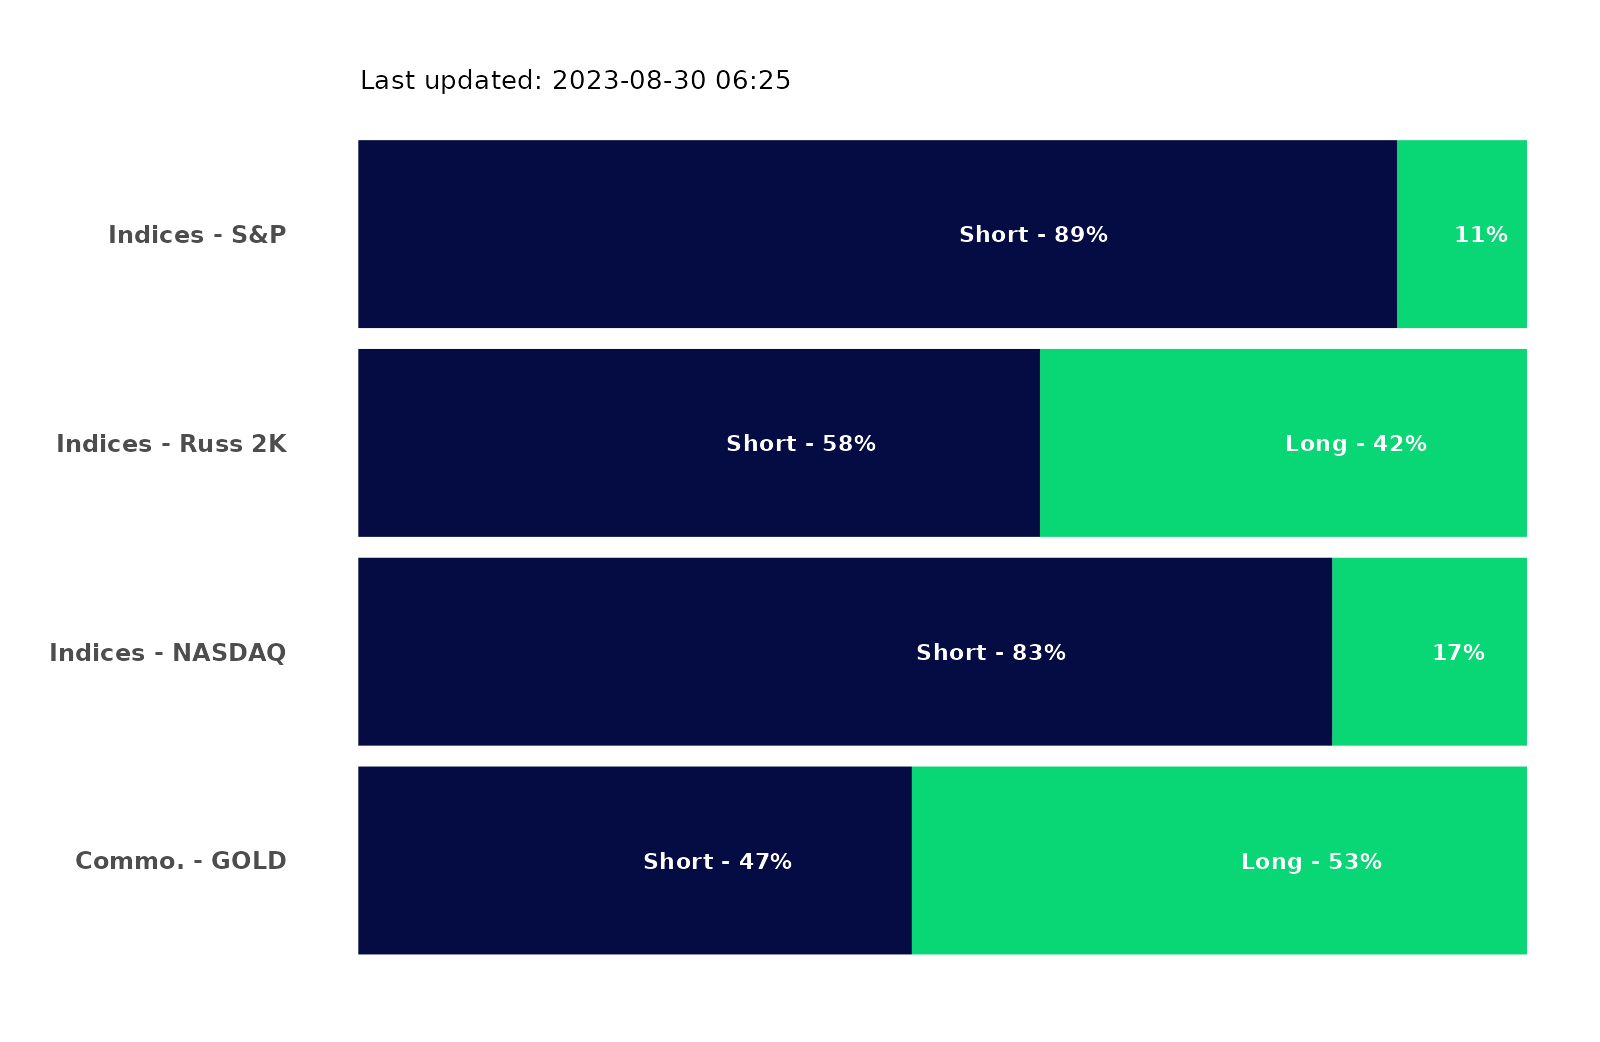 Last updated: 2023-08-30 06:25
Indices - S&P
Short - 89%
11%
Indices - Russ 2K
Short - 58%
Long - 42%
Indices - NASDAQ
Short - 83%
17%
Commo. - GOLD
Short - 47%
Long - 53%